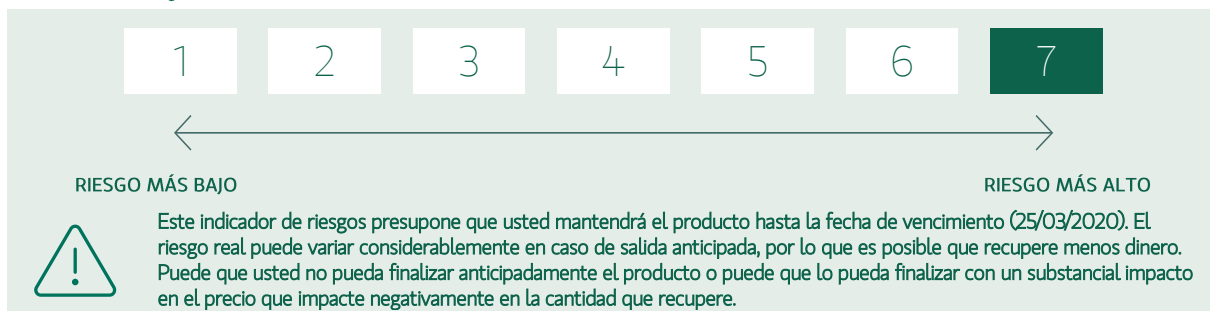 1 2 3 4 5 6 7
RIESGO MÁS BAJO RIESGO MÁS ALTO
Este indicador de riesgos presupone que usted mantendrá el producto hasta la fecha de vencimiento (25/03/2020). El
riesgo real puede variar considerablemente en caso de salida anticipada, por lo que es posible que recupere menos dinero.
Puede que usted no pueda finalizar anticipadamente el producto o puede que lo pueda finalizar con un substancial impacto
en el precio que impacte negativamente en la cantidad que recupere.